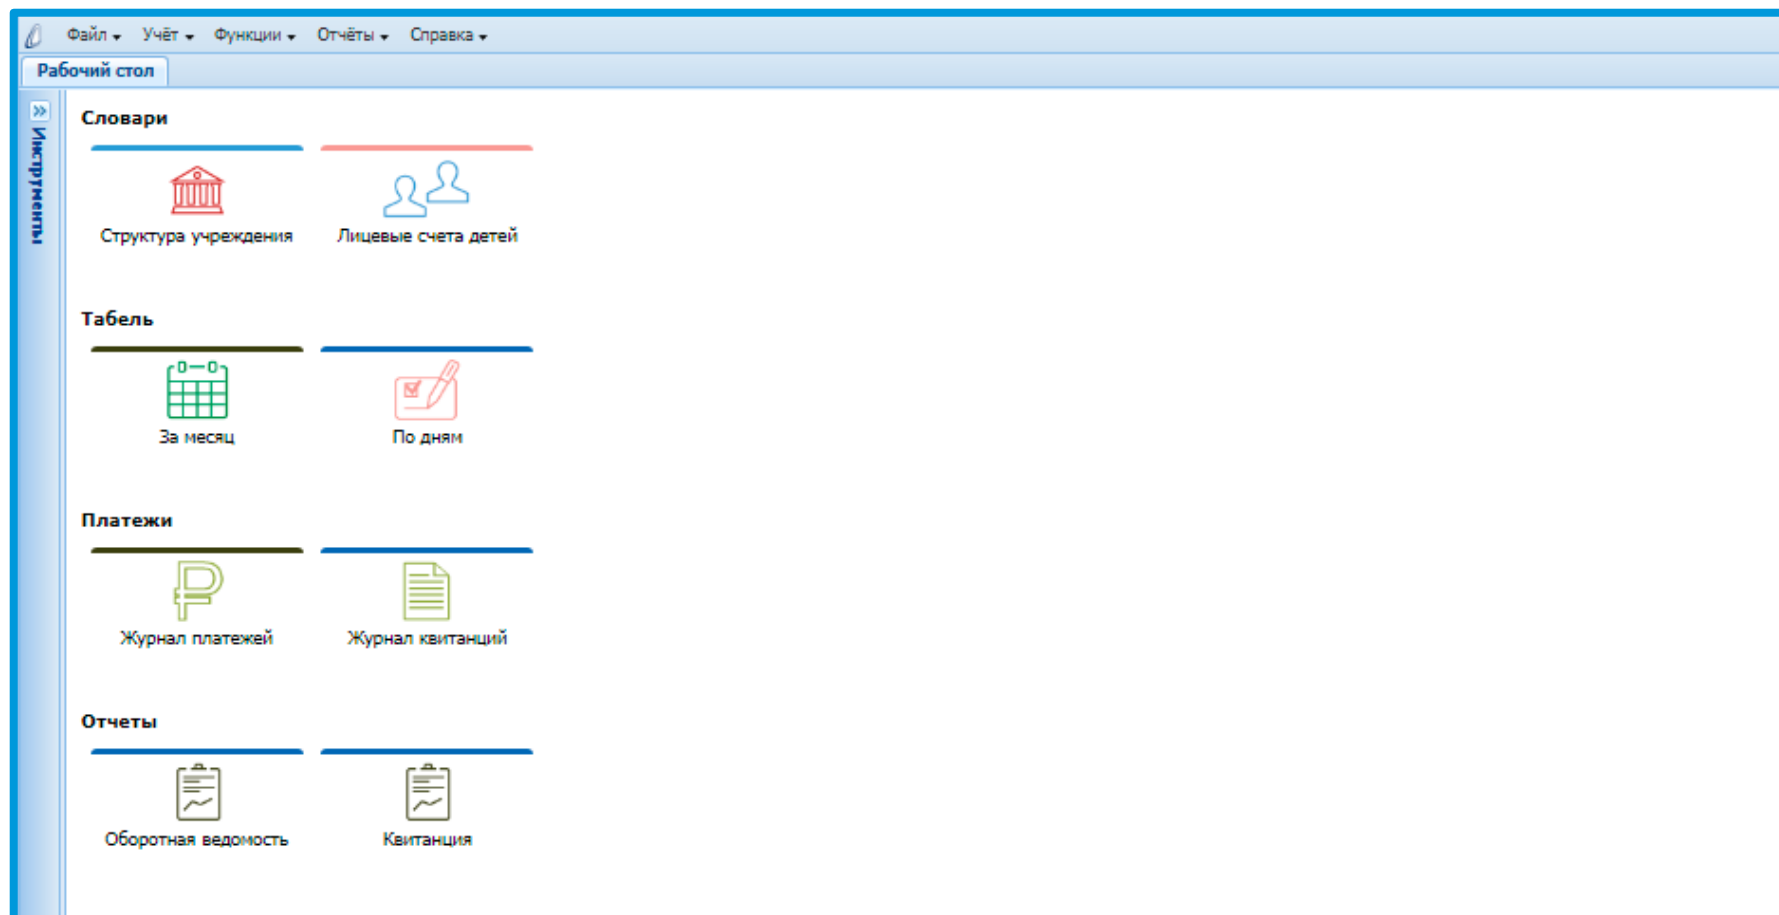 Файл Учёт Функции Отчёты Справка
Рабочий стол
Инстртменты
Словари
Структура учреждения Лицевые счета детей
Табель
За месяц По дням
Платежи
Журнал платежей Журнал квитанций
Отчеты
Оборотная ведомость Квитанция